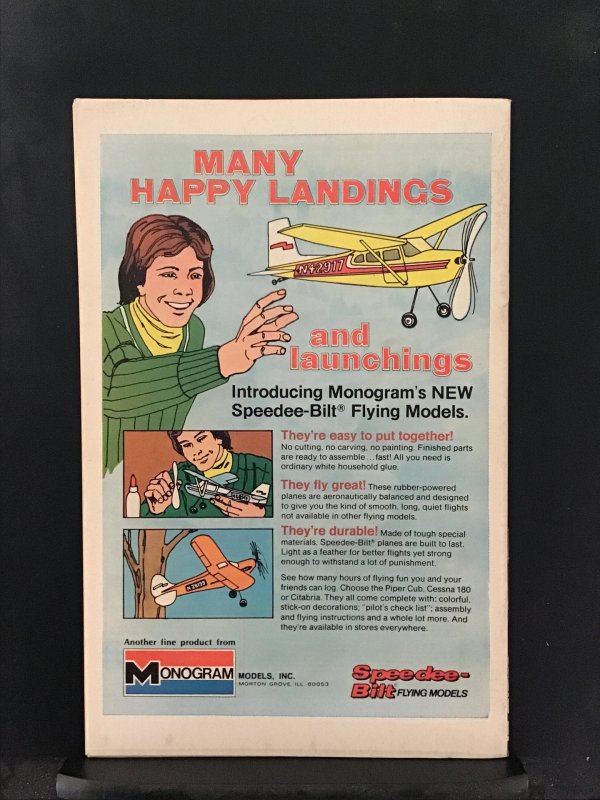 MANY
HAPPY LANDINGS
N42917
and
launchings
Introducing Monogram's NEW
Speedee-Bilt® Flying Models.
They're easy to put together!
No cutting, no carving, no painting. Finished parts
are ready to assemble...fast! All you need is
ordinary white household glue.
They fly great! These rubber-powered
planes are aeronautically balanced and designed
to give you the kind of smooth, long, quiet flights
not available in other flying models.
They're durable! Made of tough special
materials, Speedee-Bilt® planes are built to last.
Light as a feather for better flights yet strong
enough to withstand a lot of punishment.
See how many hours of flying fun you and your
friends can log. Choose the Piper Cub, Cessna 180
or Citabria. They all come complete with: colorful,
stick-on decorations; "pilot's check list"; assembly
and flying instructions and a whole lot more. And
they're available in stores everywhere.
Another fine product from
MONOGRAM MODELS, INC.
MORTON GROVE, ILL. 60053
Speedee-
Bilt® FLYING MODELS